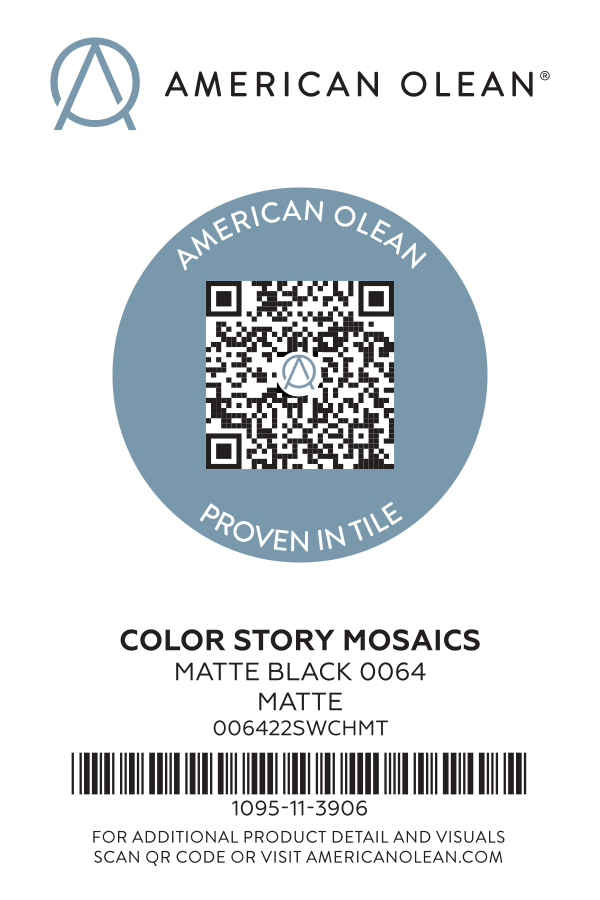 AMERICAN OLEAN®
AMERICAN OLEAN
PROVEN IN TILE
COLOR STORY MOSAICS
MATTE BLACK 0064
MATTE
006422SWCHMT
1095-11-3906
FOR ADDITIONAL PRODUCT DETAIL AND VISUALS
SCAN QR CODE OR VISIT AMERICANOLEAN.COM